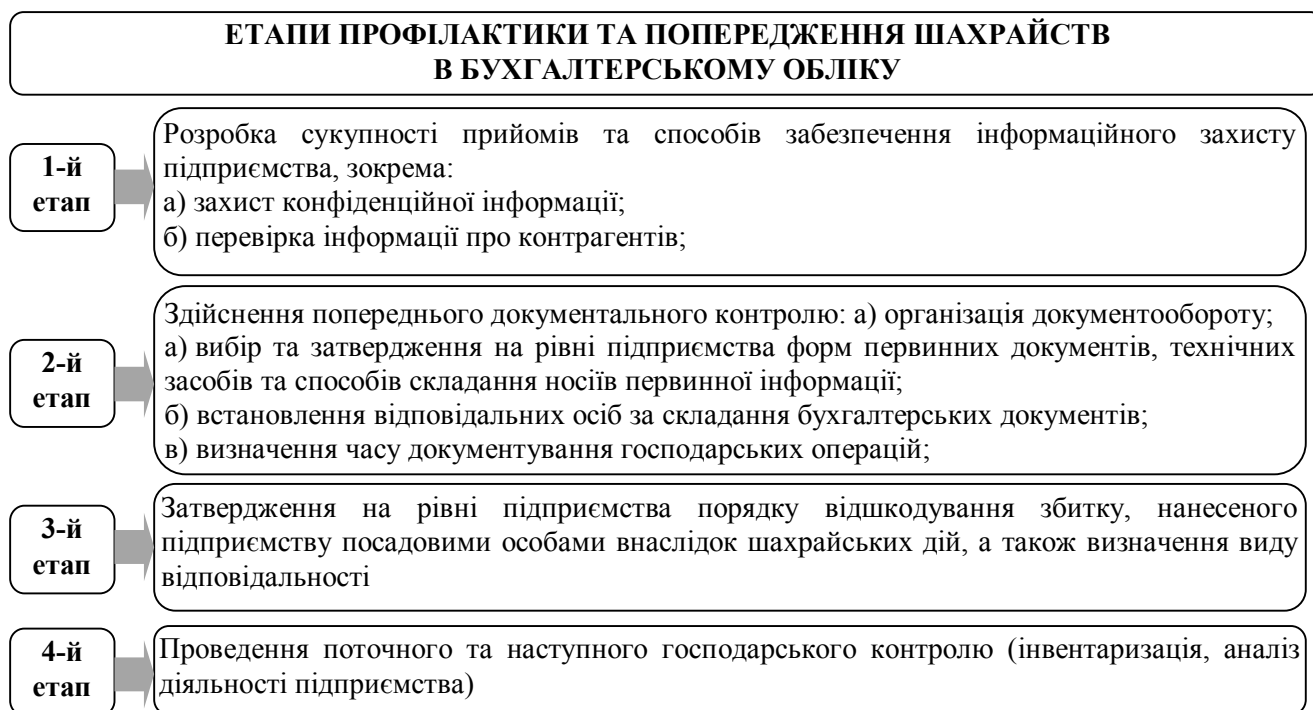 ЕТАПИ ПРОФІЛАКТИКИ ТА ПОПЕРЕДЖЕННЯ ШАХРАЙСТВ
В БУХГАЛТЕРСЬКОМУ ОБЛІКУ
1-й
етап
Розробка сукупності прийомів та способів забезпечення інформаційного захисту
підприємства, зокрема:
а) захист конфіденційної інформації;
б) перевірка інформації про контрагентів;
2-й
етап
Здійснення попереднього документального контролю: а) організація документообороту;
а) вибір та затвердження на рівні підприємства форм первинних документів, технічних
засобів та способів складання носіїв первинної інформації;
б) встановлення відповідальних осіб за складання бухгалтерських документів;
в) визначення часу документування господарських операцій;
3-й
етап
Затвердження на рівні підприємства порядку відшкодування збитку, нанесеного
підприємству посадовими особами внаслідок шахрайських дій, а також визначення виду
відповідальності
4-й
етап
Проведення поточного та наступного господарського контролю (інвентаризація, аналіз
діяльності підприємства)